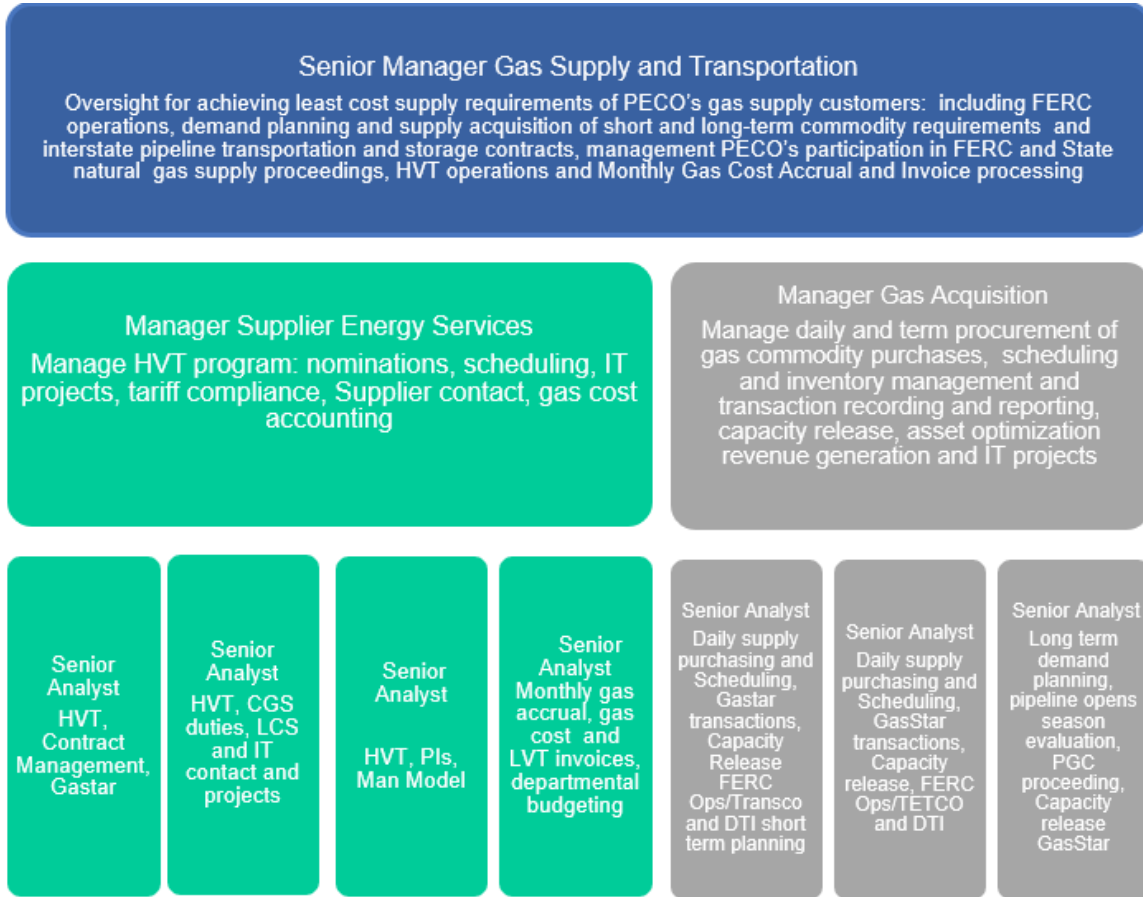 Senior Manager Gas Supply and Transportation
Oversight for achieving least cost supply requirements of PECO's gas supply customers:  including FERC
operations, demand planning and supply acquisition of short and long-term commodity requirements  and
interstate pipeline transportation and storage contracts, management PECO's participation in FERC and State
natural  gas supply proceedings, HVT operations and Monthly Gas Cost Accrual and Invoice processing
Manager Supplier Energy Services
Manage HVT program: nominations, scheduling, IT
projects, tariff compliance, Supplier contact, gas cost
accounting
Manager Gas Acquisition
Manage daily and term procurement of
gas commodity purchases,  scheduling
and inventory management and
transaction recording and reporting,
capacity release, asset optimization
revenue generation and IT projects
Senior
Analyst
HVT,
Contract
Management,
Gastar
Senior
Analyst
HVT, CGS
duties, LCS
and IT
contact and
projects
Senior
Analyst
HVT, PIs,
Man Model
Senior
Analyst
Monthly gas
accrual, gas
cost  and
LVT invoices,
departmental
budgeting
Senior Analyst
Daily supply
purchasing and
Scheduling,
Gastar
transactions,
Capacity
Release
FERC
Ops/Transco
and DTI short
term planning
Senior Analyst
Daily supply
purchasing and
Scheduling,
GasStar
transactions,
Capacity
release, FERC
Ops/TETCO
and DTI
Senior Analyst
Long term
demand
planning,
pipeline opens
season
evaluation,
PGC
proceeding,
Capacity
release
GasStar